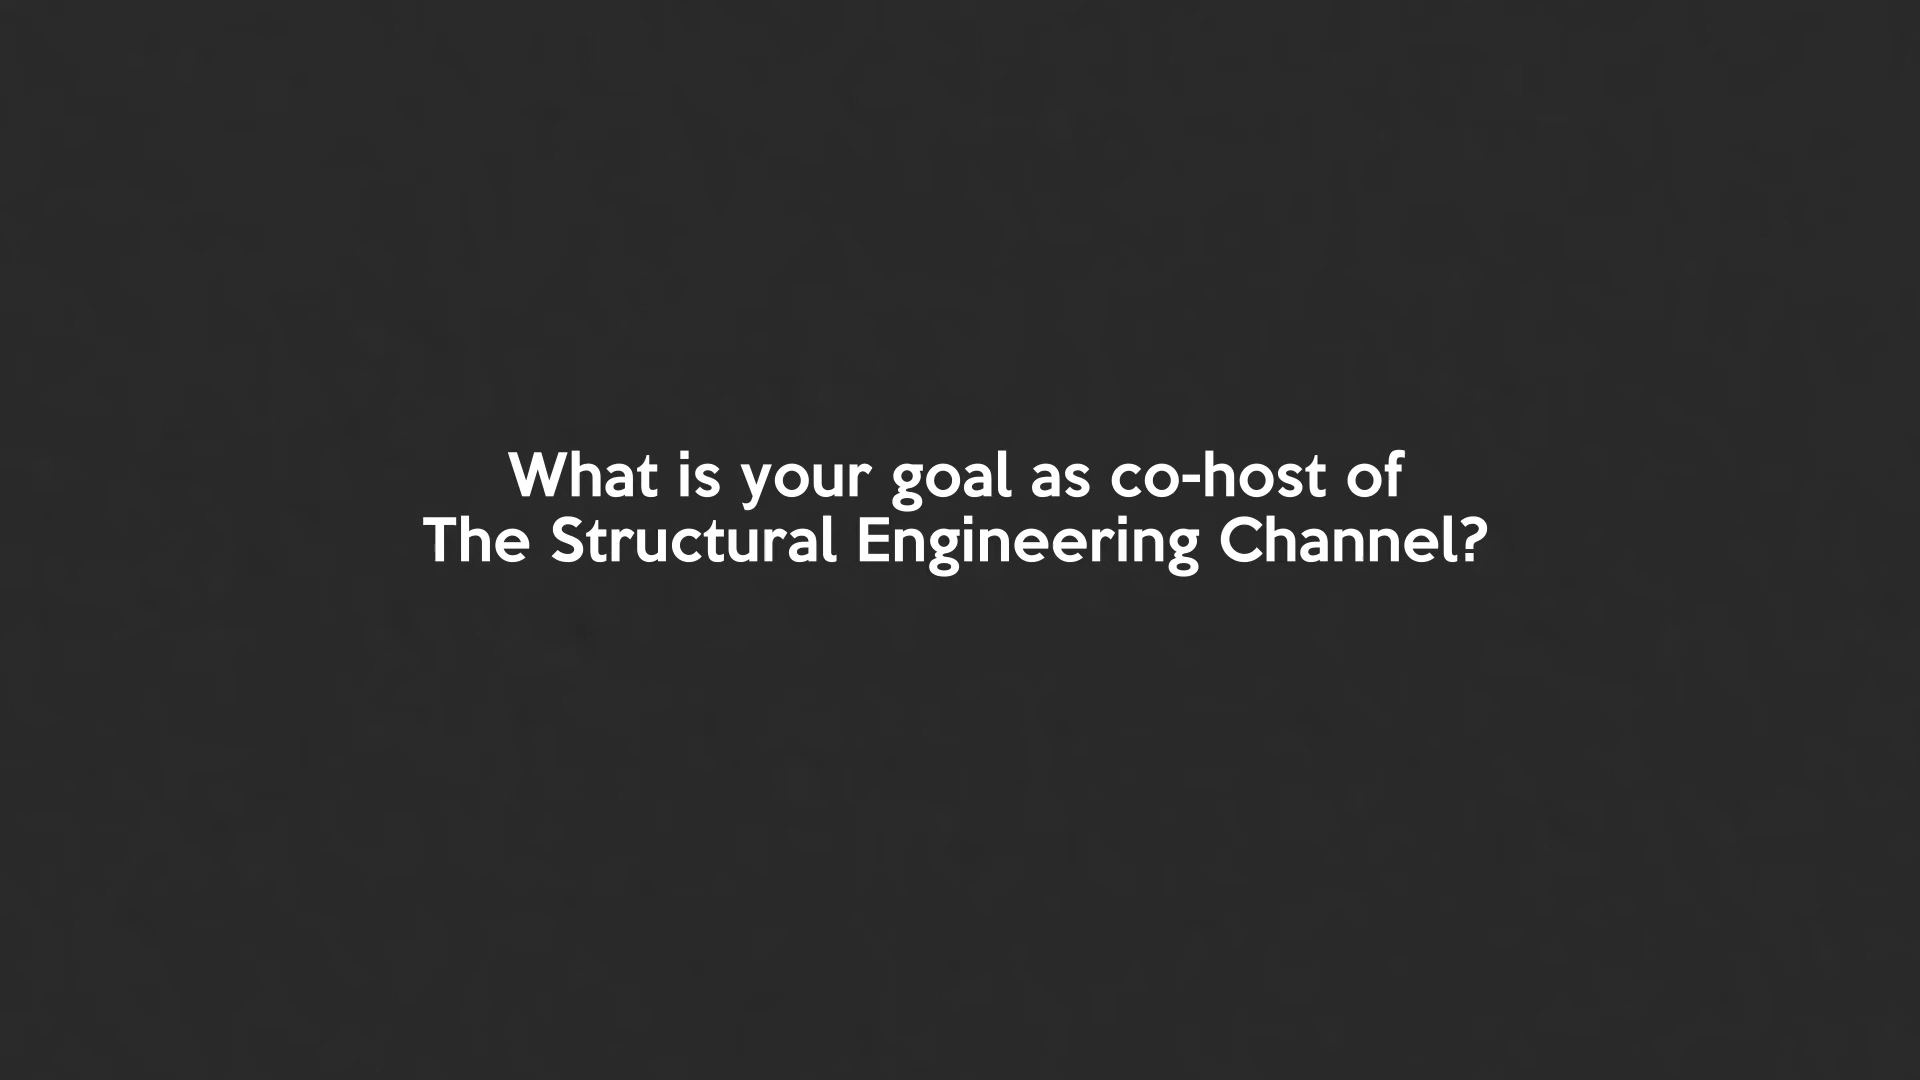 What is your goal as co-host of
The Structural Engineering Channel?